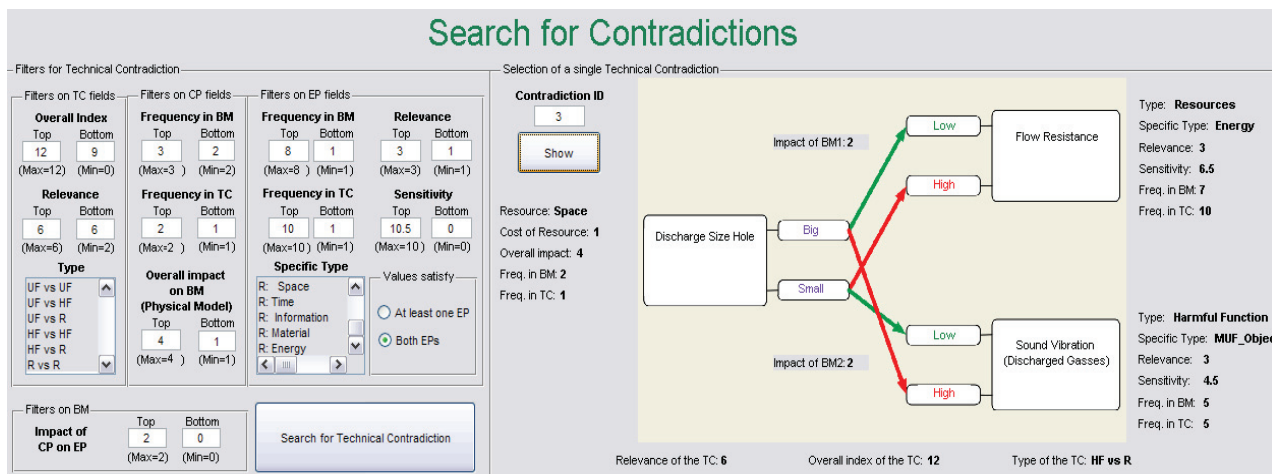 Search for Contradictions
Filters for Technical Contradiction
Filters on TC fields
Overall Index
Top Bottom
12 9
(Max=12) (Min=0)
Relevance
Top Bottom
6 6
(Max=6) (Min=2)
Type
UF vs UF
UF vs HF
UF vs R
HF vs HF
HF vs R
R vs R
Filters on CP fields
Frequency in BM
Top Bottom
3 2
(Max=3 ) (Min=2)
Frequency in TC
Top Bottom
2 1
(Max=2 ) (Min=1)
Overall impact
on BM
(Physical Model)
Top Bottom
4 1
(Max=4 ) (Min=1)
Filters on EP fields
Frequency in BM
Top Bottom
8 1
(Max=8 ) (Min=1)
Relevance
Top Bottom
3 1
(Max=3) (Min=1)
Frequency in TC
Top Bottom
10 1
(Max=10 ) (Min=1)
Sensitivity
Top Bottom
10.5 0
(Max=10) (Min=0)
Specific Type
R: Space
R: Time
R: Information
R: Material
R: Energy
Values satisfy
At least one EP
Both EPs
Filters on BM
Impact of
CP on EP
Top Bottom
2 0
(Max=2) (Min=0)
Search for Technical Contradiction
Selection of a single Technical Contradiction
Contradiction ID
3
Show
Resource: Space
Cost of Resource: 1
Overall impact: 4
Freq. in BM: 2
Freq. in TC: 1
Discharge Size Hole
Big
Small
Impact of BM1: 2
Low
High
Flow Resistance
Impact of BM2: 2
Low
High
Sound Vibration
(Discharged Gasses)
Type: Resources
Specific Type: Energy
Relevance: 3
Sensitivity: 6.5
Freq. in BM: 7
Freq. in TC: 10
Type: Harmful Function
Specific Type: MUF_Objec
Relevance: 3
Sensitivity: 4.5
Freq. in BM: 5
Freq. in TC: 5
Relevance of the TC: 6
Overall index of the TC: 12
Type of the TC: HF vs R